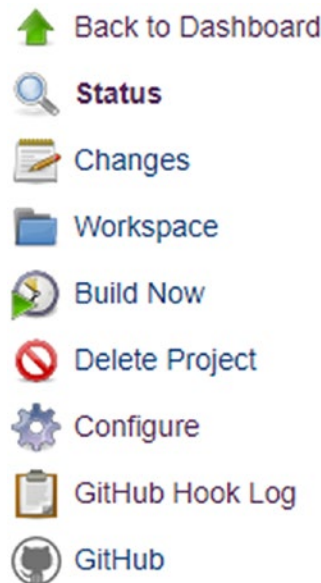 Back to Dashboard
Status
Changes
Workspace
Build Now
Delete Project
Configure
GitHub Hook Log
GitHub